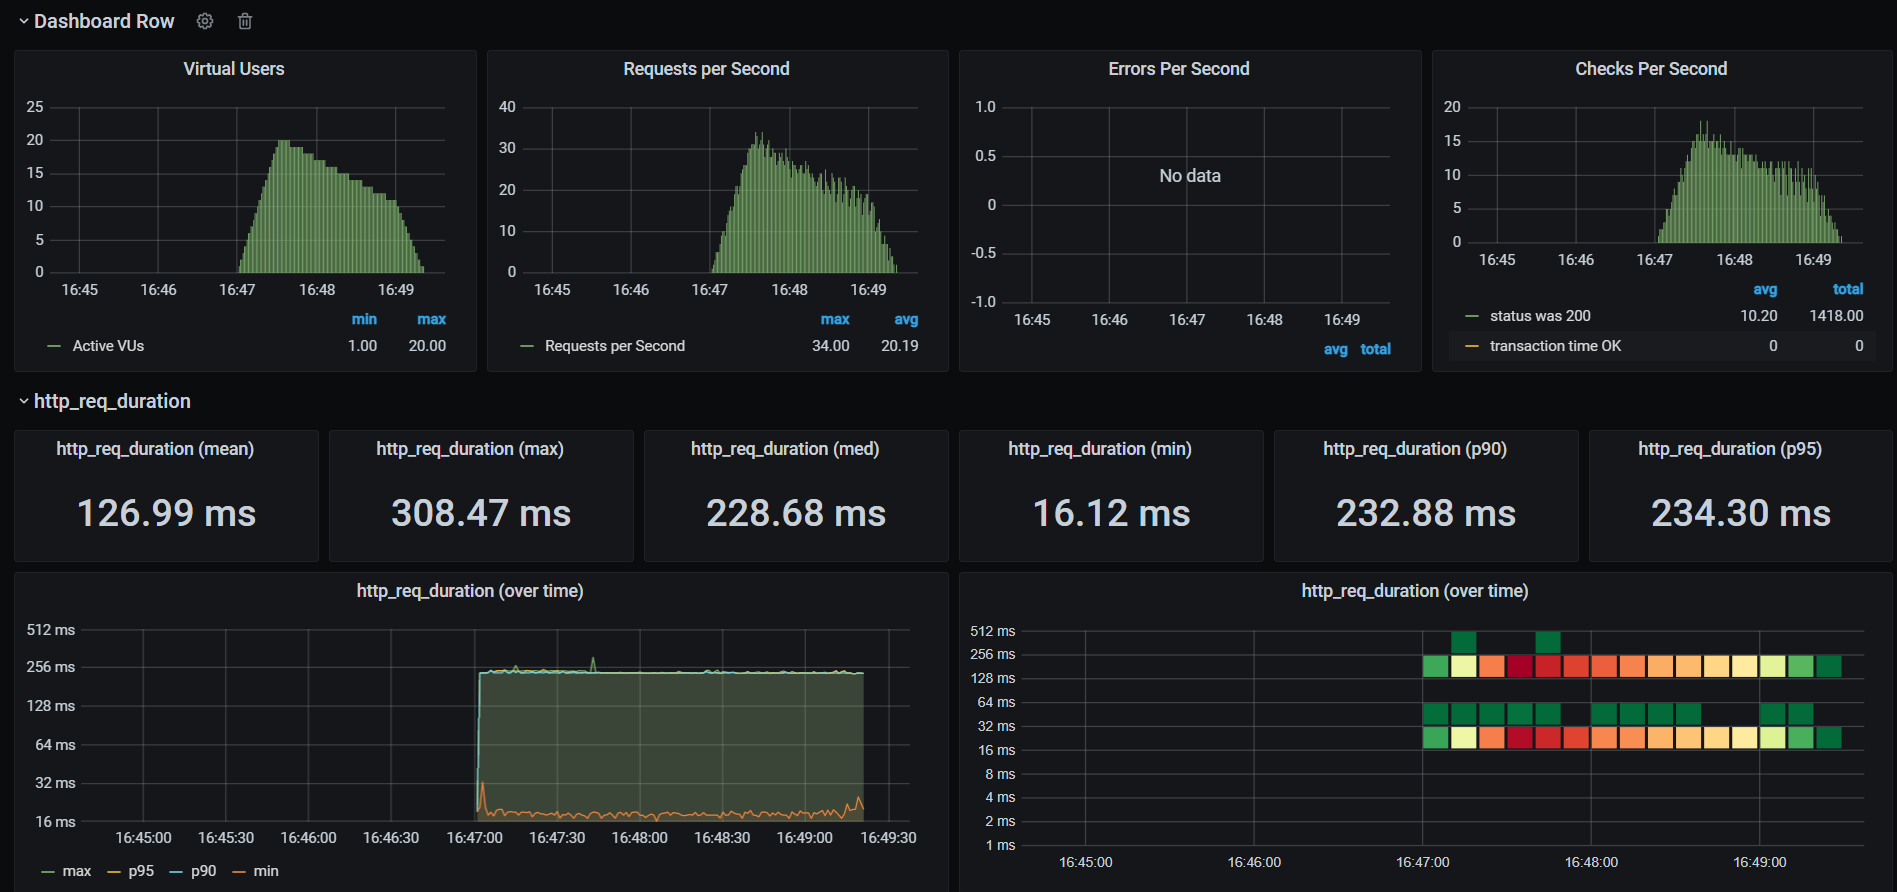 Dashboard Row
Virtual Users
25
20
15
10
5
0
16:45 16:46 16:47 16:48 16:49
min max
Active VUs 1.00 20.00
Requests per Second
40
30
20
10
0
16:45 16:46 16:47 16:48 16:49
max avg
Requests per Second 34.00 20.19
Errors Per Second
1.0
0.5
0
-0.5
-1.0
No data
16:45 16:46 16:47 16:48 16:49
avg total
Checks Per Second
20
15
10
5
0
16:45 16:46 16:47 16:48 16:49
avg total
status was 200 10.20 1418.00
transaction time OK 0 0
http_req_duration
http_req_duration (mean)
126.99 ms
http_req_duration (max)
308.47 ms
http_req_duration (med)
228.68 ms
http_req_duration (min)
16.12 ms
http_req_duration (p90)
232.88 ms
http_req_duration (p95)
234.30 ms
http_req_duration (over time)
512 ms
256 ms
128 ms
64 ms
32 ms
16 ms
16:45:00 16:45:30 16:46:00 16:46:30 16:47:00 16:47:30 16:48:00 16:48:30 16:49:00 16:49:30
max p95 p90 min
http_req_duration (over time)
512 ms
256 ms
128 ms
64 ms
32 ms
16 ms
8 ms
4 ms
2 ms
1 ms
16:45:00 16:46:00 16:47:00 16:48:00 16:49:00